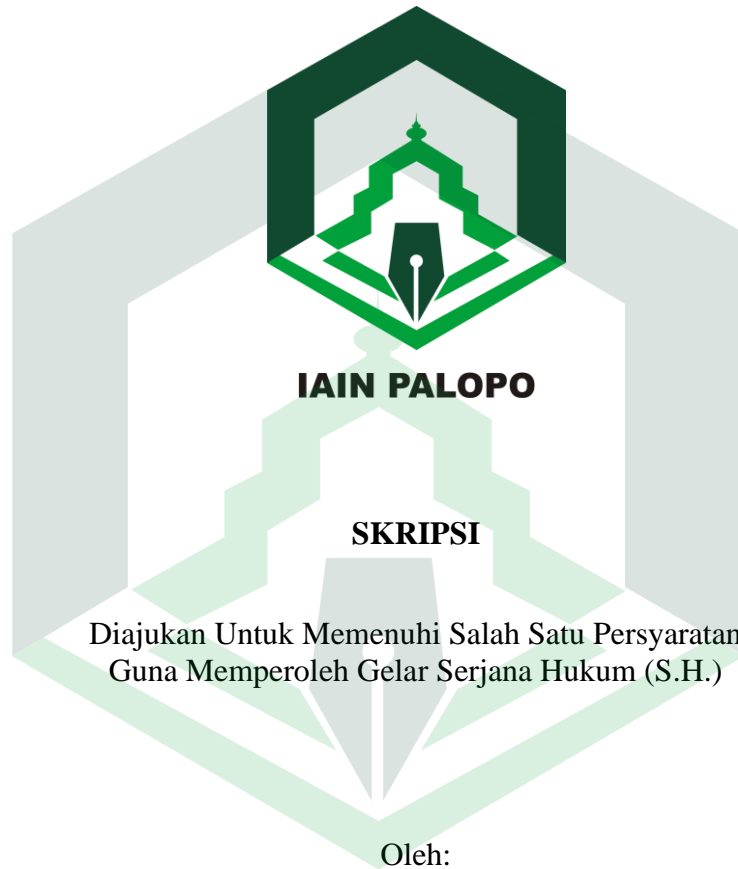 IAIN PALOPO
SKRIPSI
Diajukan Untuk Memenuhi Salah Satu Persyaratan
Guna Memperoleh Gelar Serjana Hukum (S.H.)
Oleh: